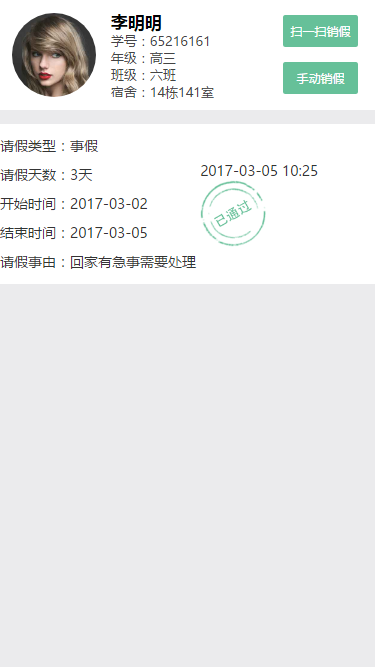 李明明
学号：65216161
年级：高三
班级：六班
宿舍：14栋141室
扫一扫销假
手动销假
请假类型：事假
请假天数：3天
2017-03-05 10:25
开始时间：2017-03-02
已通过
结束时间：2017-03-05
请假事由：回家有急事需要处理